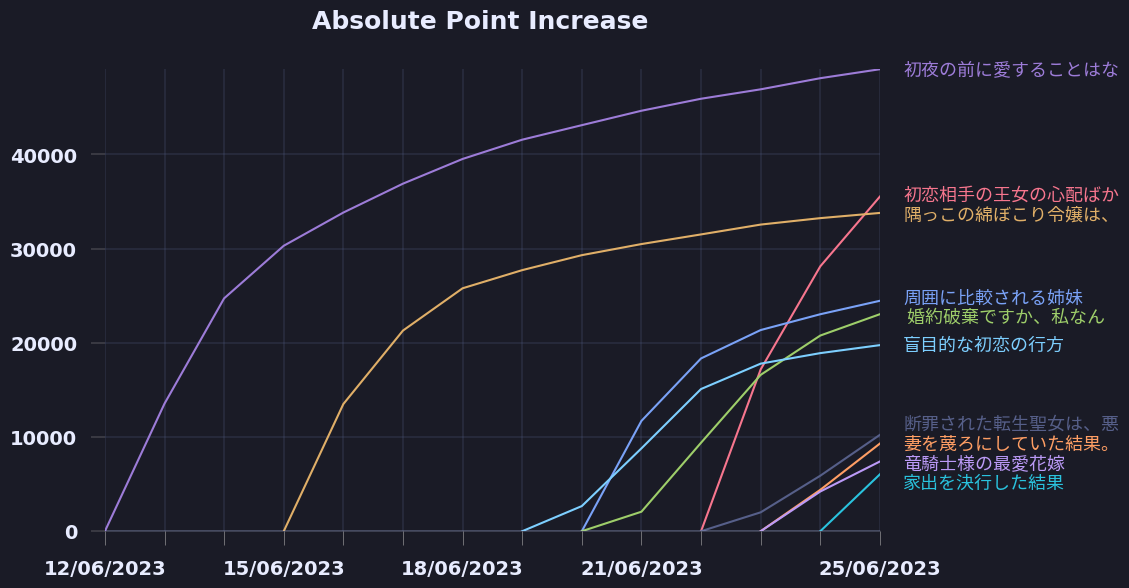 Absolute Point Increase
初夜の前に愛することはな
40000
初恋相手の王女の心配ばか
隅っこの綿ぼこり令嬢は、
30000
周囲に比較される姉妹
婚約破棄ですか、私なん
20000
盲目的な初恋の行方
断罪された転生聖女は、悪
10000
妻を蔑ろにしていた結果。
竜騎士様の最愛花嫁
家出を決行した結果
0
12/06/2023
15/06/2023
18/06/2023
21/06/2023
25/06/2023